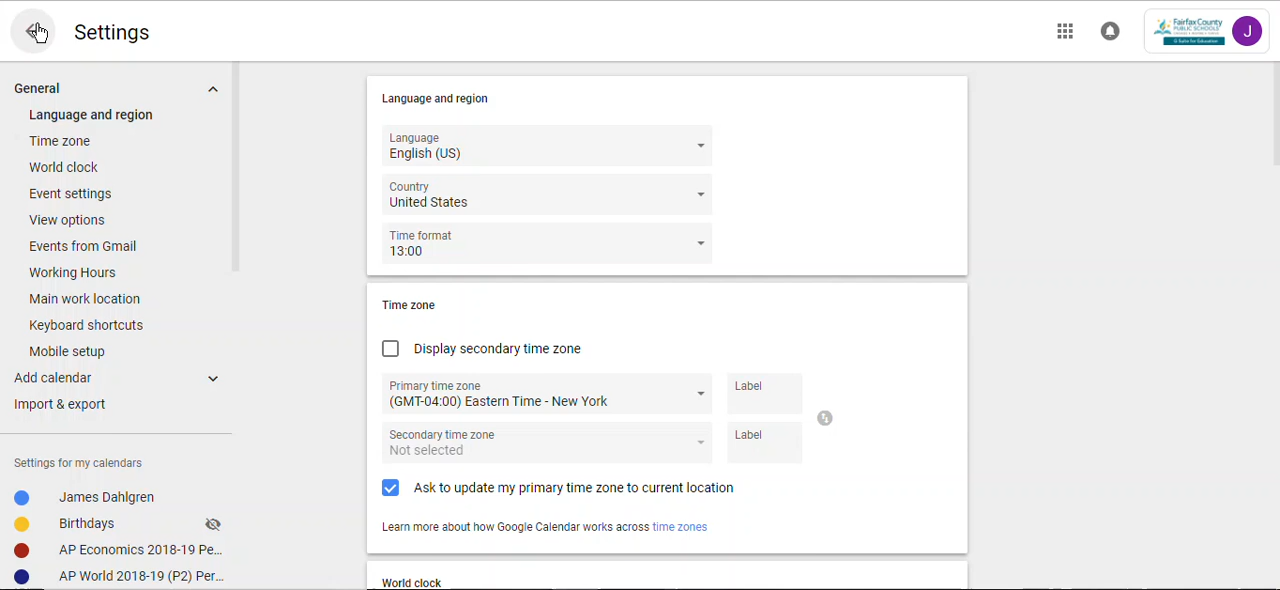 Settings
Fairfax County
PUBLIC SCHOOLS
G Suite for Education
J
General
Language and region
Time zone
World clock
Event settings
View options
Events from Gmail
Working Hours
Main work location
Keyboard shortcuts
Mobile setup
Add calendar
Import & export
Settings for my calendars
James Dahlgren
Birthdays
AP Economics 2018-19 Pe...
AP World 2018-19 (P2) Per...
Language and region
Language
English (US)
Country
United States
Time format
13:00
Time zone
Display secondary time zone
Primary time zone
(GMT-04:00) Eastern Time - New York
Label
Secondary time zone
Not selected
Label
Ask to update my primary time zone to current location
Learn more about how Google Calendar works across time zones
World clock